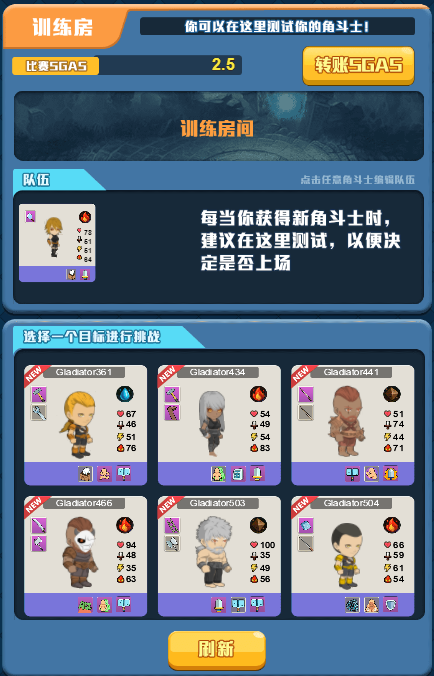 训练房
你可以在这里测试你的角斗士!
比赛SGAS
2.5
转账SGAS
训练房间
队伍
点击任意角斗士编辑队伍
73
51
51
84
每当你获得新角斗士时,
建议在这里测试，以便决
定是否上场
选择一个目标进行挑战
NEW
Gladiator361
67
46
51
76
NEW
Gladiator434
54
49
54
83
NEW
Gladiator441
51
74
44
71
NEW
Gladiator466
94
48
35
63
NEW
Gladiator503
100
35
49
56
NEW
Gladiator504
66
59
61
54
刷新